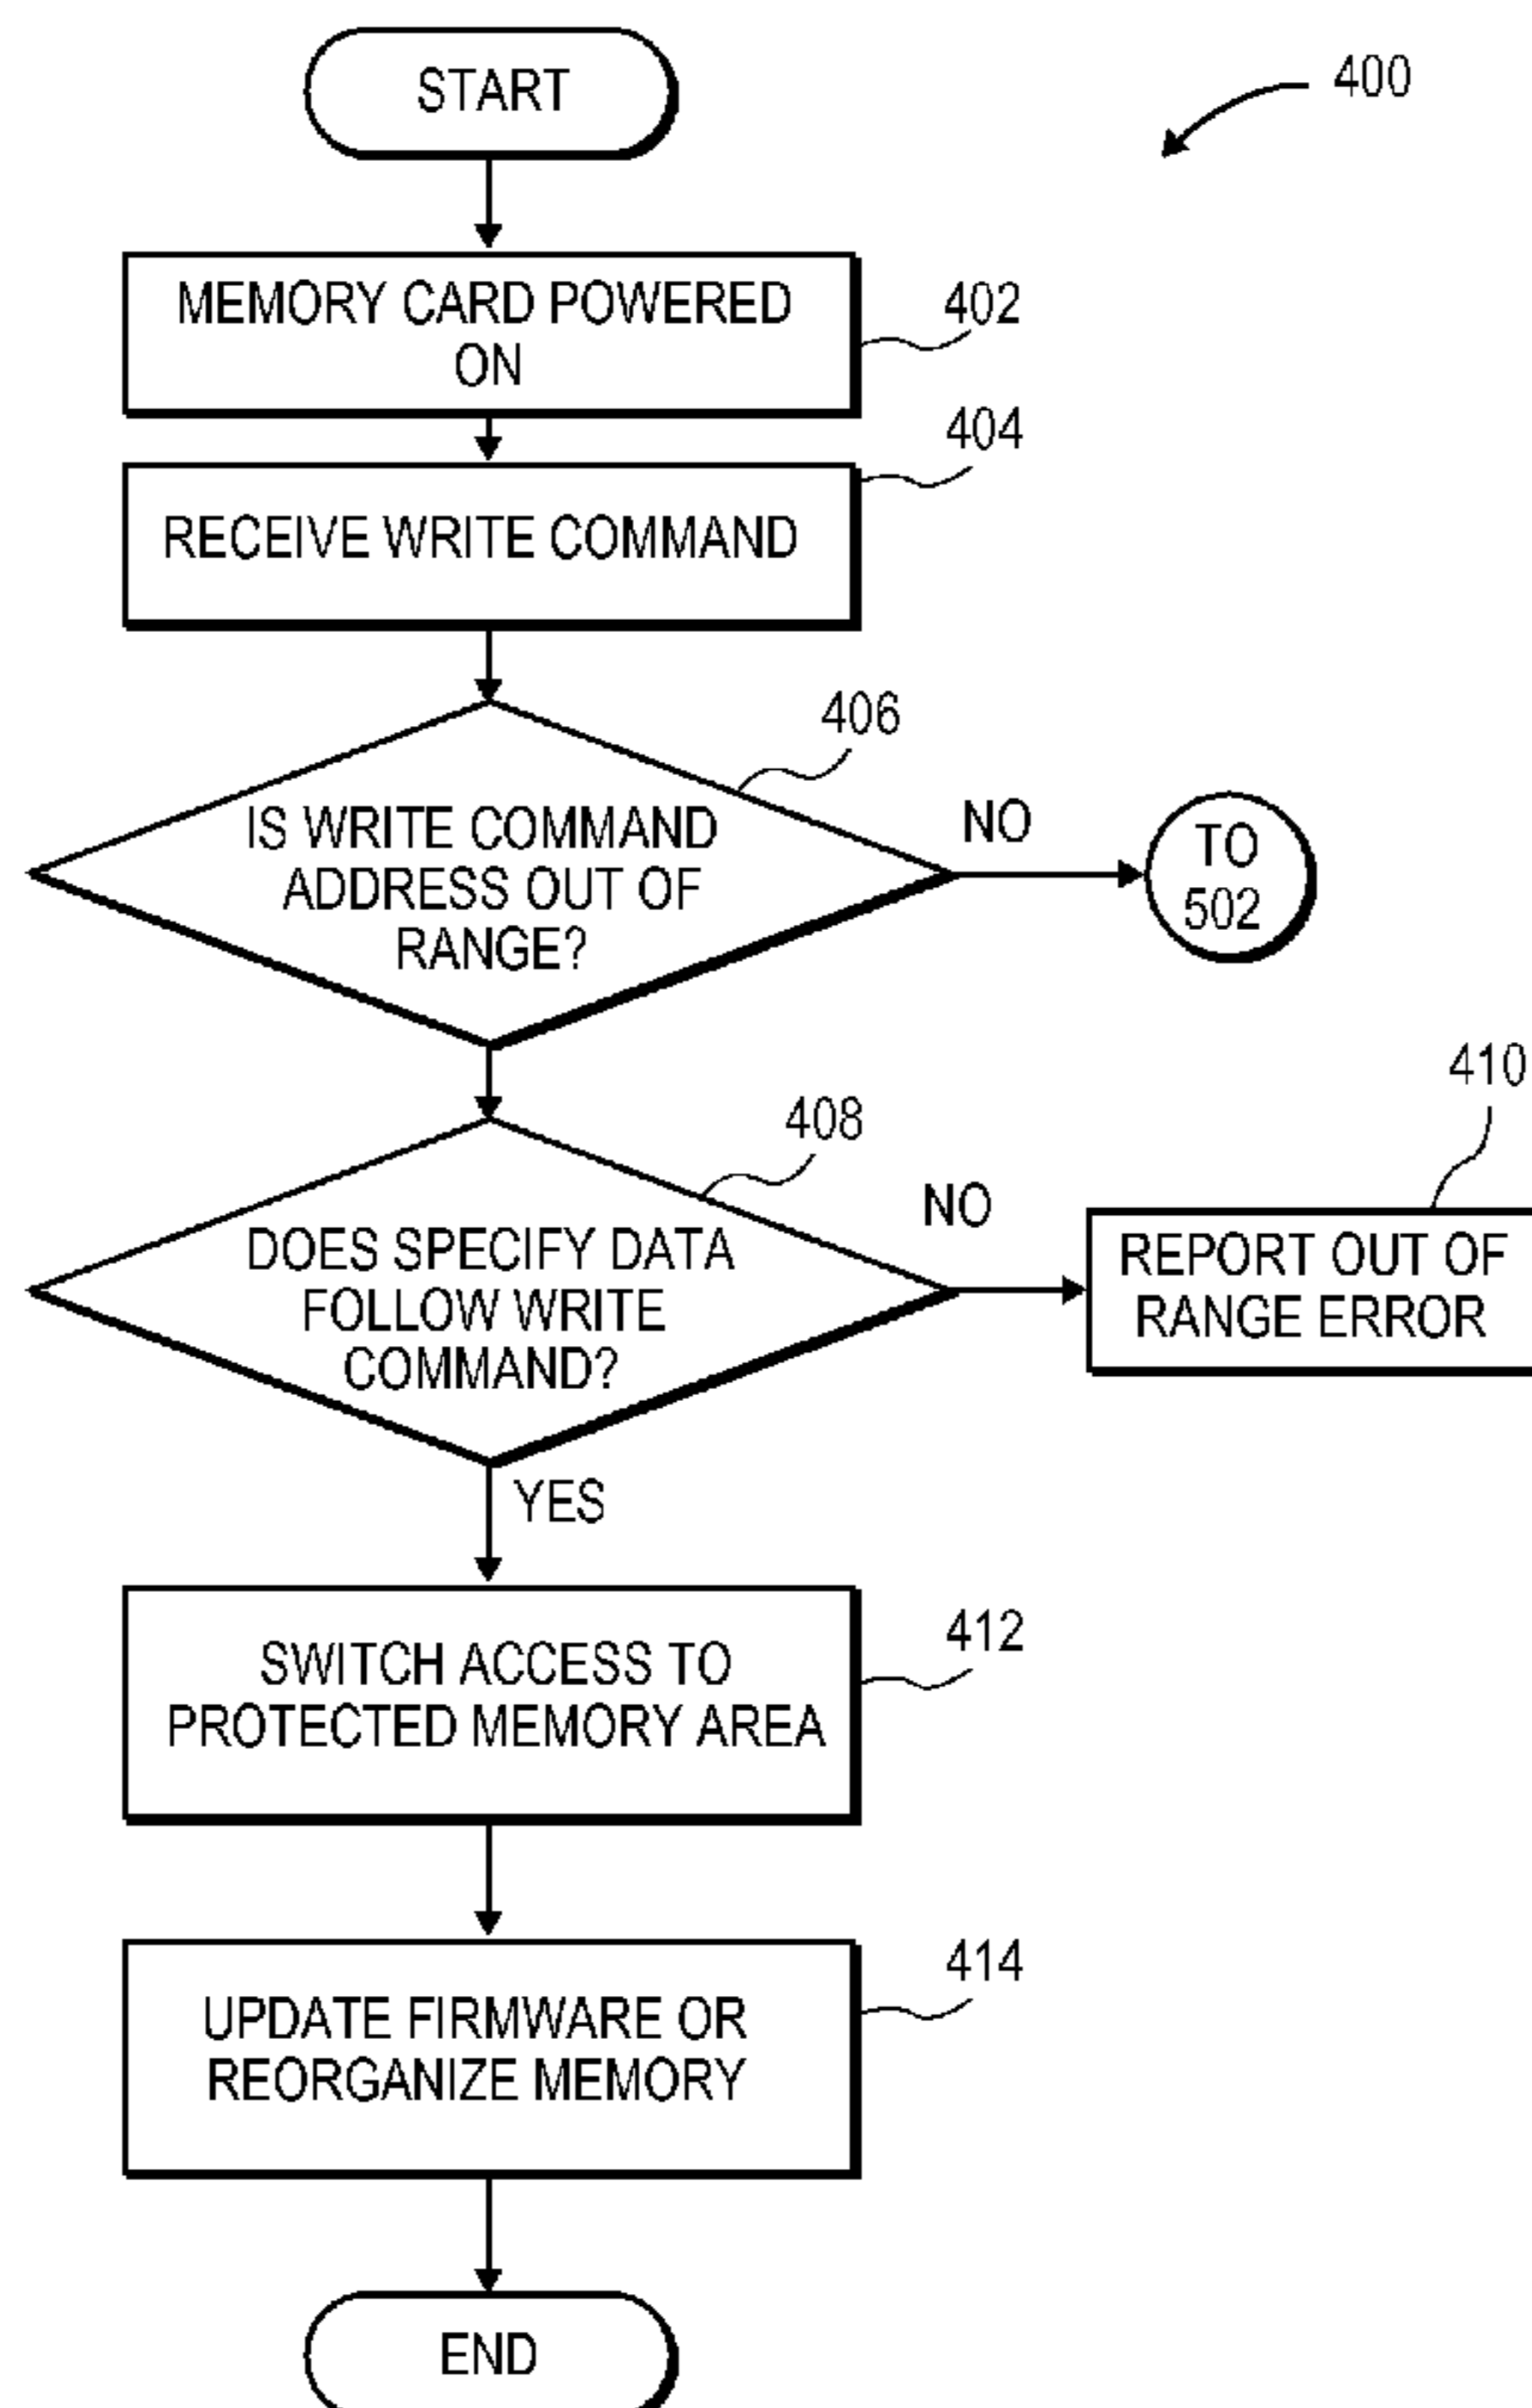 START
400
MEMORY CARD POWERED
ON
402
404
RECEIVE WRITE COMMAND
406
IS WRITE COMMAND
ADDRESS OUT OF
RANGE?
NO
TO
502
410
408
DOES SPECIFY DATA
FOLLOW WRITE
COMMAND?
NO
REPORT OUT OF
RANGE ERROR
YES
SWITCH ACCESS TO
PROTECTED MEMORY AREA
412
UPDATE FIRMWARE OR
REORGANIZE MEMORY
414
END